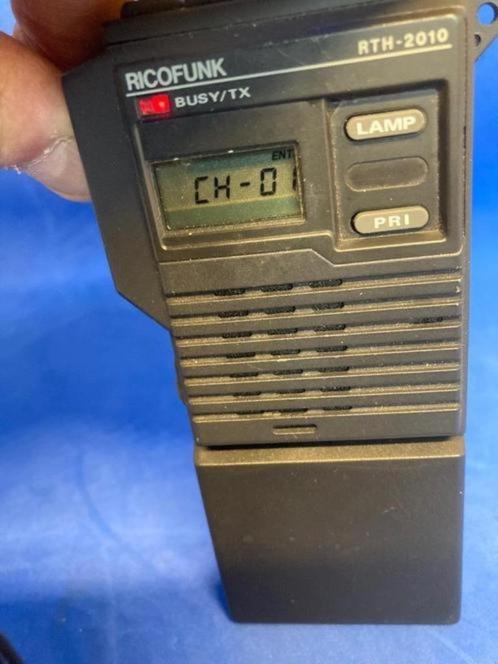 RICOFUNK RTH-2010
BUSY/TX
LAMP
ENT
CH-01
PRI